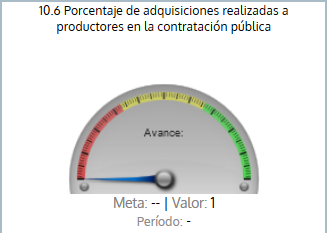 10.6 Porcentaje de adquisiciones realizadas a
productores en la contratación pública
Avance:
Meta: -- | Valor: 1
Período: -